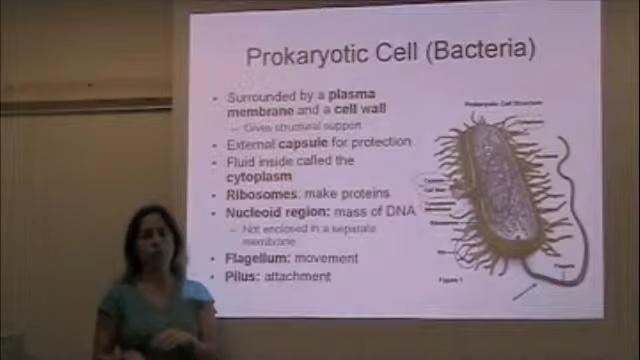 Prokaryotic Cell (Bacteria)
• Surrounded by a plasma
membrane and a cell wall
– Gives structural support
• External capsule for protection
• Fluid inside called the
cytoplasm
• Ribosomes: make proteins
• Nucleoid region: mass of DNA
– Not enclosed in a separate
membrane
• Flagellum: movement
• Pilus: attachment
Prokaryotic Cell Structure
Figure 1